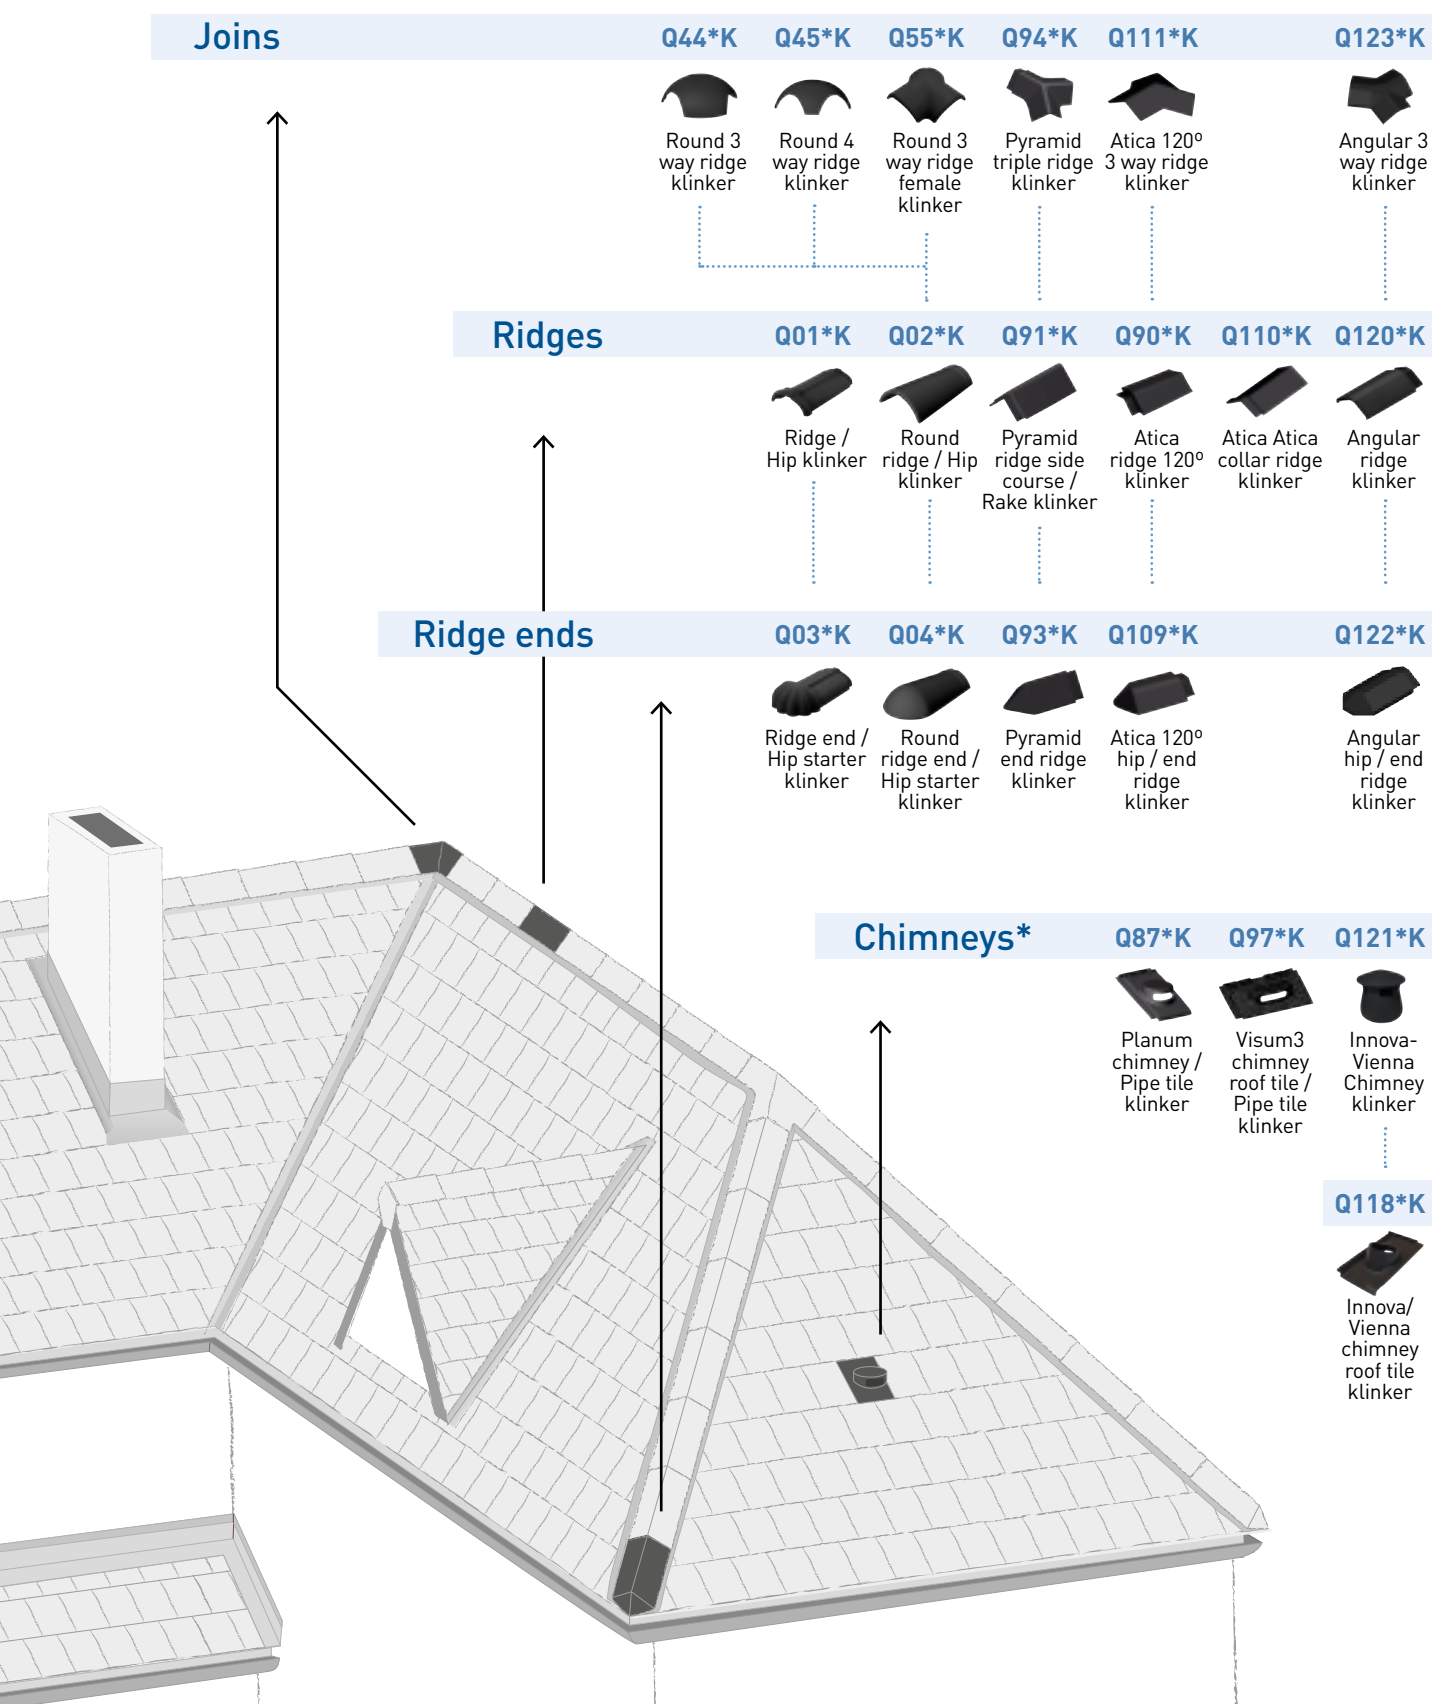 Joins Q44*K Q45*K Q55*K Q94*K Q111*K Q123*K
Round 3
way ridge
klinker
Round 4
way ridge
klinker
Round 3
way ridge
female
klinker
Pyramid
triple ridge
klinker
Atica 120º
3 way ridge
klinker
Angular 3
way ridge
klinker
Ridges Q01*K Q02*K Q91*K Q90*K Q110*K Q120*K
Ridge /
Hip klinker
Round
ridge / Hip
klinker
Pyramid
ridge side
course /
Rake klinker
Atica
ridge 120º
klinker
Atica Atica
collar ridge
klinker
Angular
ridge
klinker
Ridge ends Q03*K Q04*K Q93*K Q109*K Q122*K
Ridge end /
Hip starter
klinker
Round
ridge end /
Hip starter
klinker
Pyramid
end ridge
klinker
Atica 120º
hip / end
ridge
klinker
Angular
hip / end
ridge
klinker
Chimneys* Q87*K Q97*K Q121*K
Planum
chimney /
Pipe tile
klinker
Visum3
chimney
roof tile /
Pipe tile
klinker
Innova-
Vienna
Chimney
klinker
Q118*K
Innova/
Vienna
chimney
roof tile
klinker